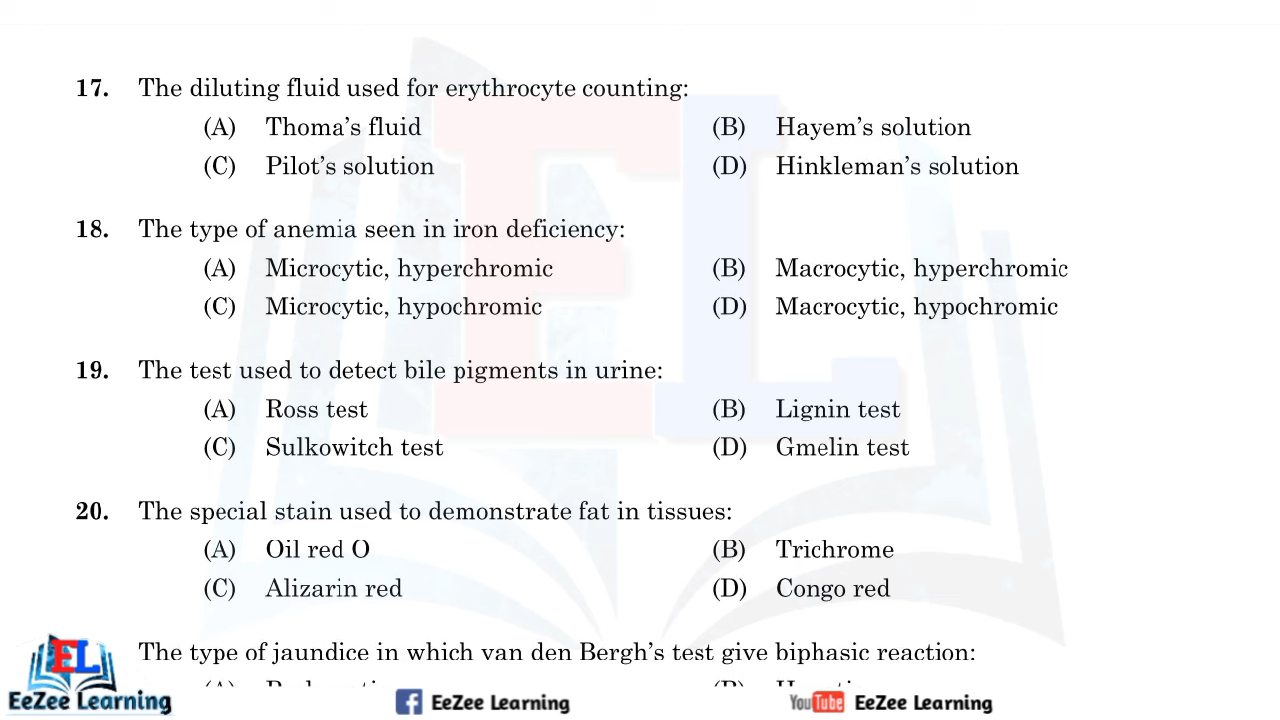 17. The diluting fluid used for erythrocyte counting:
(A) Thoma's fluid (B) Hayem's solution
(C) Pilot's solution (D) Hinkleman's solution
18. The type of anemia seen in iron deficiency:
(A) Microcytic, hyperchromic (B) Macrocytic, hyperchromic
(C) Microcytic, hypochromic (D) Macrocytic, hypochromic
19. The test used to detect bile pigments in urine:
(A) Ross test (B) Lignin test
(C) Sulkowitch test (D) Gmelin test
20. The special stain used to demonstrate fat in tissues:
(A) Oil red O (B) Trichrome
(C) Alizarin red (D) Congo red
The type of jaundice in which van den Bergh's test give biphasic reaction:
EL
EeZee Learning EeZee Learning YouTube EeZee Learning